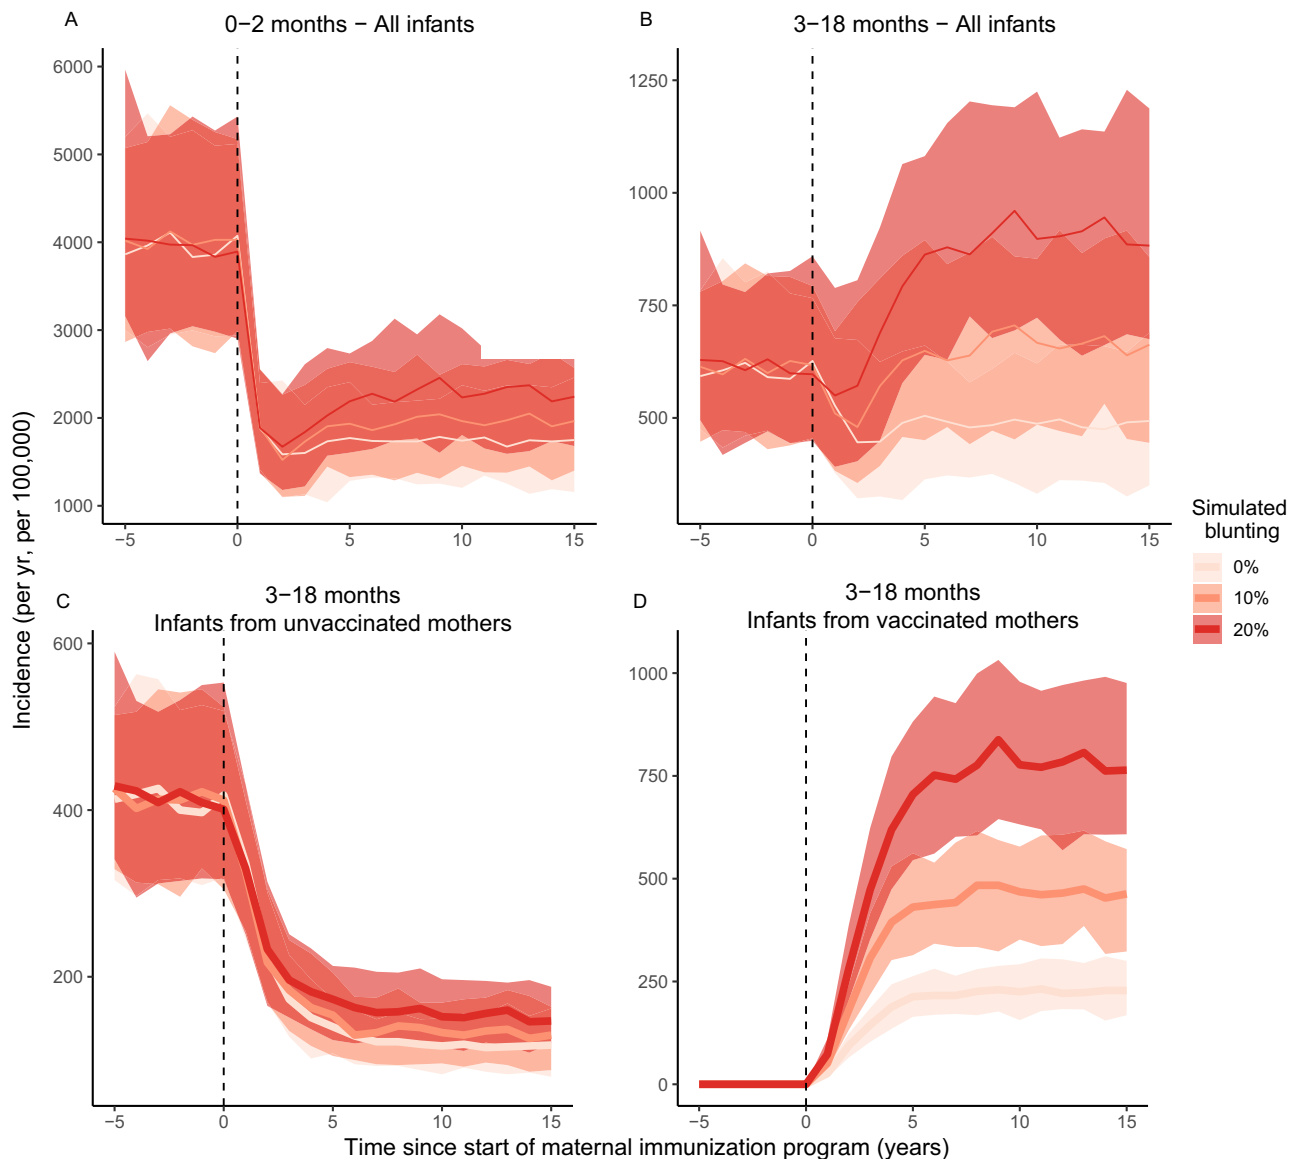 A
0−2 months − All infants
6000
5000
4000
3000
2000
1000
−5
0
5
10
15
B
3−18 months − All infants
1250
1000
750
500
−5
0
5
10
15
C
3−18 months
Infants from unvaccinated mothers
600
400
200
−5
0
5
10
15
D
3−18 months
Infants from vaccinated mothers
1000
750
500
250
0
−5
0
5
10
15
Incidence (per yr, per 100,000)
Time since start of maternal immunization program (years)
Simulated
blunting
0%
10%
20%